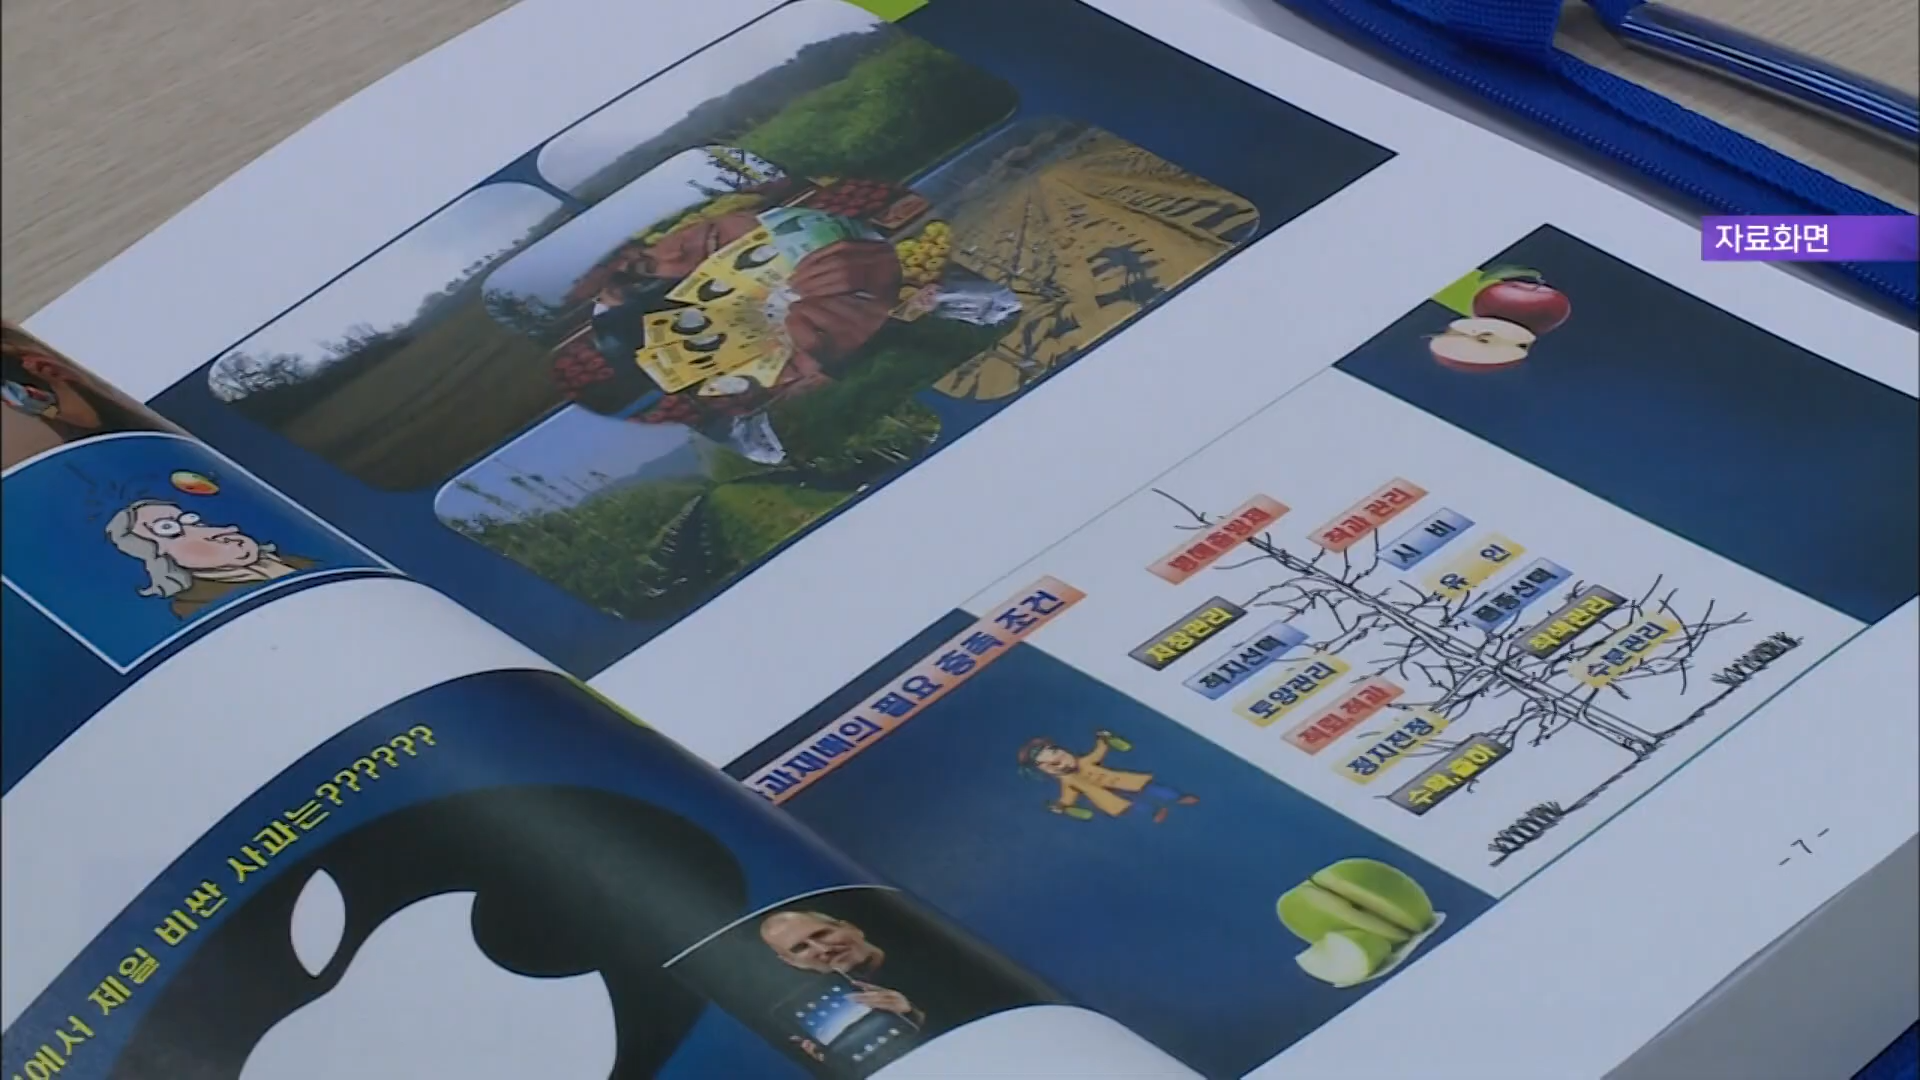 자료화면
에서 제일 비싼 사과는??????
과재배의 필요 충족 조건
병해충방제
착과 관리
시 비
유 인
품종선택
착색관리
수분관리
저장관리
적지선택
토양관리
적뢰,적과
정지전정
수확,출하
- 7 -